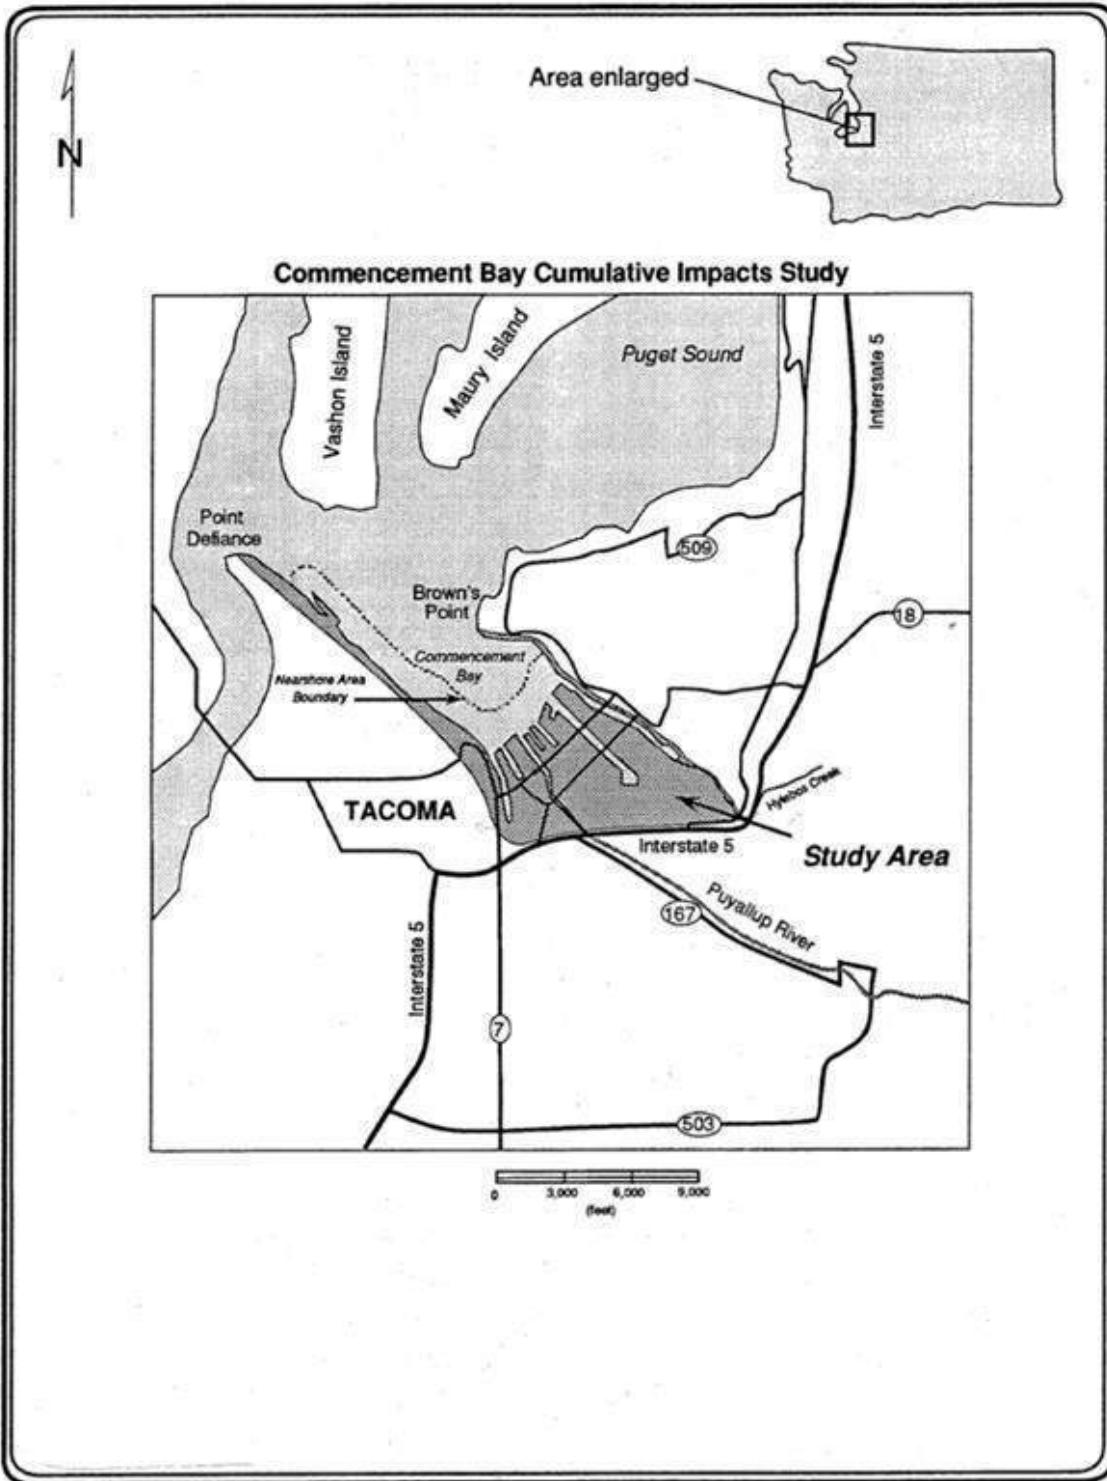 Area enlarged
N
Commencement Bay Cumulative Impacts Study
Vashon Island
Maury Island
Puget Sound
Interstate 5
Point
Defiance
509
Brown's
Point
18
Commencement
Bay
Nearshore Area
Boundary
TACOMA
Hylebos Creek
Interstate 5
Study Area
Puyallup River
167
Interstate 5
7
503
0 3,000 6,000 9,000
(feet)